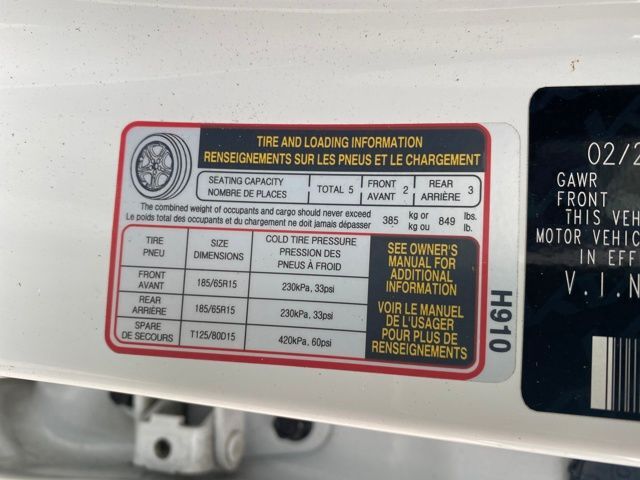 TIRE AND LOADING INFORMATION
RENSEIGNEMENTS SUR LES PNEUS ET LE CHARGEMENT
SEATING CAPACITY
NOMBRE DE PLACES
TOTAL 5
FRONT
AVANT 2
REAR
ARRIÈRE 3
The combined weight of occupants and cargo should never exceed
Le poids total des occupants et du chargement ne doit jamais dépasser
385 kg or
kg ou 849 lbs.
lb.
TIRE
PNEU
SIZE
DIMENSIONS
COLD TIRE PRESSURE
PRESSION DES
PNEUS À FROID
FRONT
AVANT
185/65R15
230kPa, 33psi
REAR
ARRIÈRE
185/65R15
230kPa, 33psi
SPARE
DE SECOURS
T125/80D15
420kPa, 60psi
SEE OWNER'S
MANUAL FOR
ADDITIONAL
INFORMATION
VOIR LE MANUEL
DE L'USAGER
POUR PLUS DE
RENSEIGNEMENTS
H910
02/2
GAWR
FRONT
THIS VEH
MOTOR VEHIC
IN EFF
V.I.N